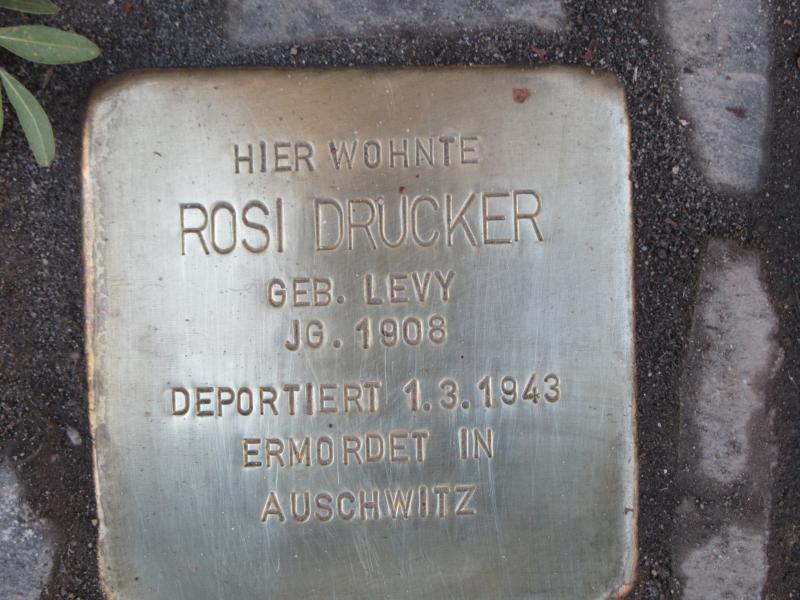 HIER WOHNTE
ROSI DRUCKER
GEB. LEVY
JG. 1908
DEPORTIERT 1.3.1943
ERMORDET IN
AUSCHWITZ